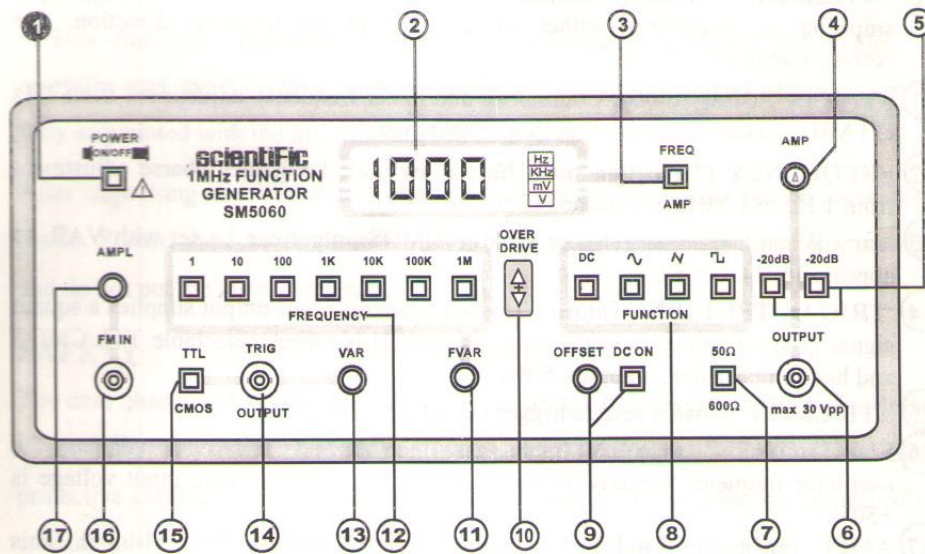 1 2 3 4 5
POWER
ON/OFF
scientific
1MHz FUNCTION
GENERATOR
SM5060
1000
Hz
KHz
mV
V
FREQ
AMP
AMP
AMPL
1 10 100 1K 10K 100K 1M
FREQUENCY
OVER
DRIVE
DC
FUNCTION
-20dB -20dB
OUTPUT
FM IN
TTL
CMOS
TRIG
OUTPUT
VAR
FVAR
OFFSET DC ON
50Ω
600Ω
max 30 Vpp
17 16 15 14 13 12 11 10 9 8 7 6